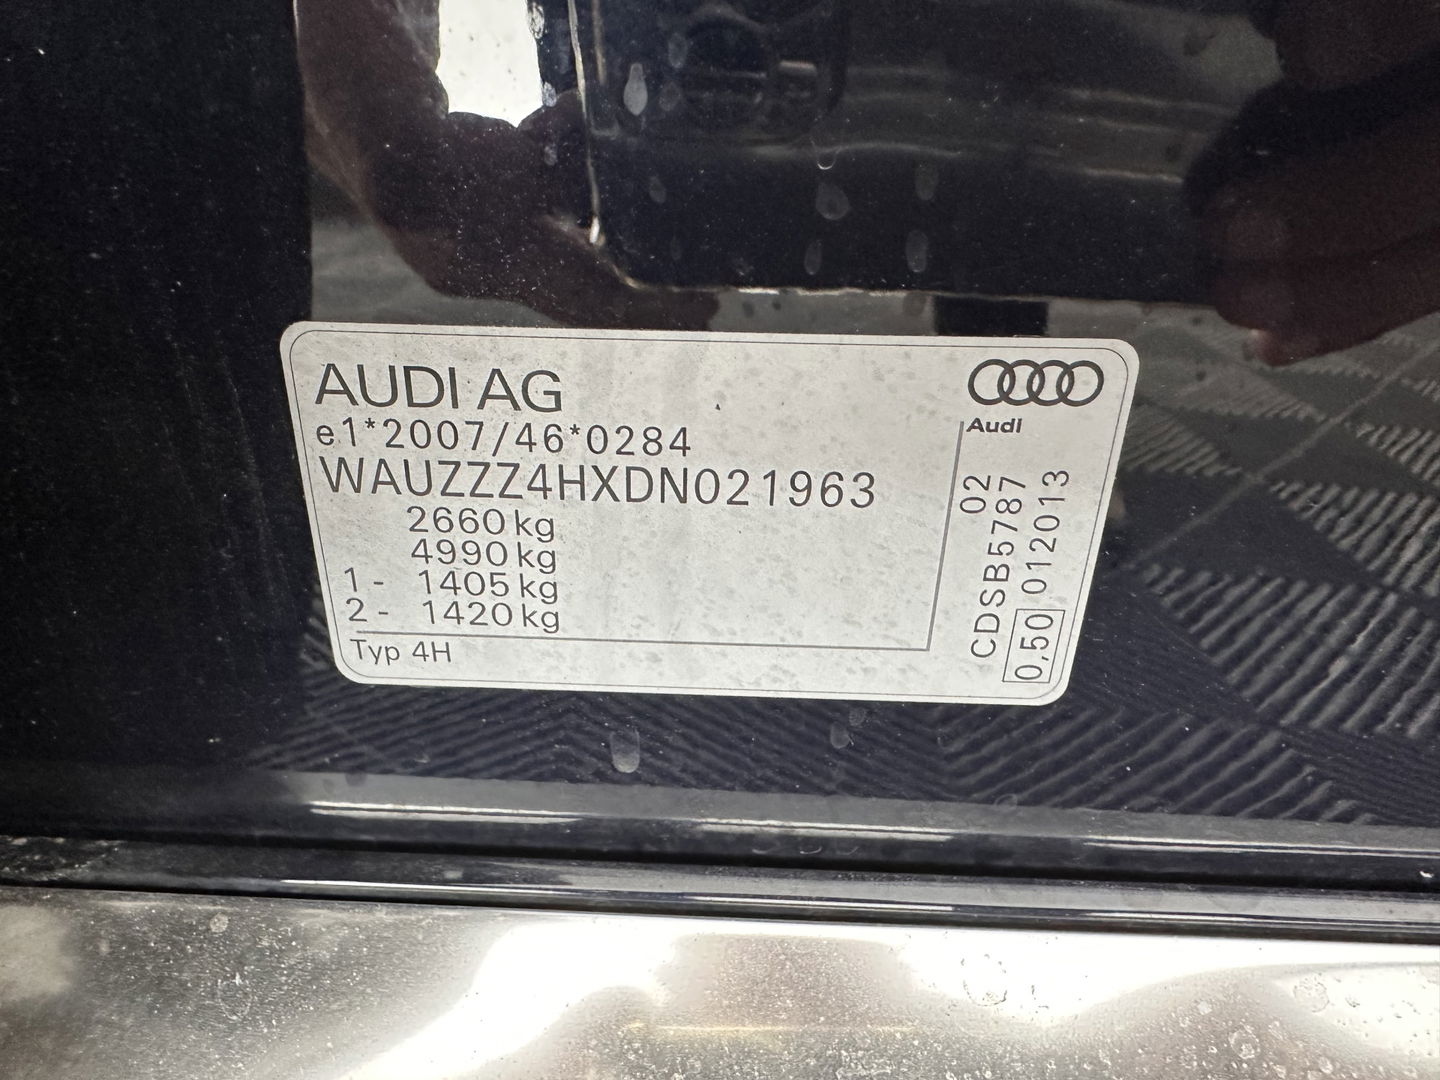 AUDI AG
e1*2007/46*0284
WAUZZZ4HXDN021963
2660 kg
4990 kg
1 - 1405 kg
2 - 1420 kg
Typ 4H
Audi
02
CDSB5787
0,50 012013